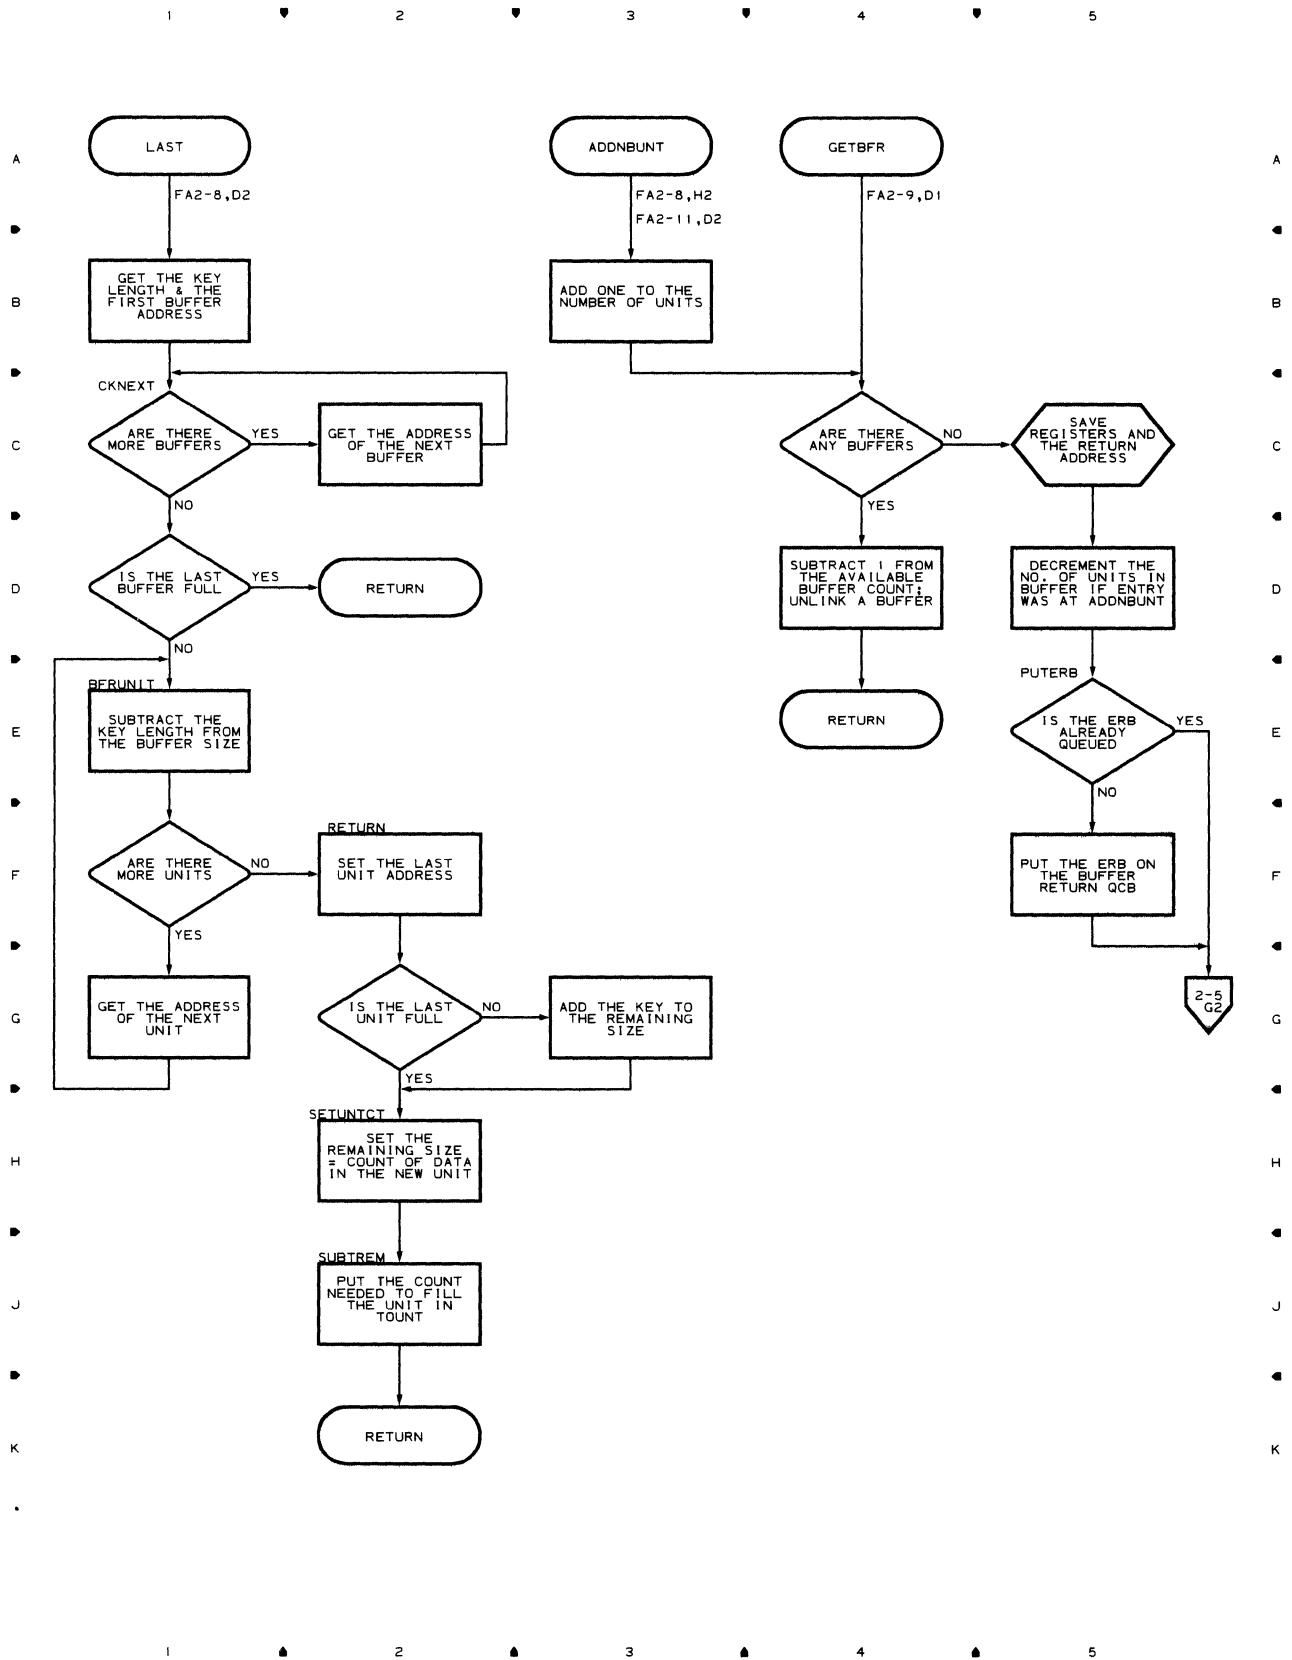 1 2 3 4 5
LAST
ADDNBUNT
GETBFR
A A
FA2-8,D2
FA2-8,H2
FA2-11,D2
FA2-9,D1
GET THE KEY
LENGTH & THE
FIRST BUFFER
ADDRESS
ADD ONE TO THE
NUMBER OF UNITS
B B
CKNEXT
ARE THERE
MORE BUFFERS
YES
GET THE ADDRESS
OF THE NEXT
BUFFER
ARE THERE
ANY BUFFERS
NO
SAVE
REGISTERS AND
THE RETURN
ADDRESS
C C
NO
YES
IS THE LAST
BUFFER FULL
YES
RETURN
SUBTRACT 1 FROM
THE AVAILABLE
BUFFER COUNT;
UNLINK A BUFFER
DECREMENT THE
NO. OF UNITS IN
BUFFER IF ENTRY
WAS AT ADDNBUNT
D D
NO
BFRUNIT
SUBTRACT THE
KEY LENGTH FROM
THE BUFFER SIZE
RETURN
PUTERB
IS THE ERB
ALREADY
QUEUED
YES
E E
NO
ARE THERE
MORE UNITS
NO
RETURN
SET THE LAST
UNIT ADDRESS
PUT THE ERB ON
THE BUFFER
RETURN QCB
F F
YES
GET THE ADDRESS
OF THE NEXT
UNIT
IS THE LAST
UNIT FULL
NO
ADD THE KEY TO
THE REMAINING
SIZE
2-5
G2
G G
YES
SETUNTCT
SET THE
REMAINING SIZE
= COUNT OF DATA
IN THE NEW UNIT
H H
SUBTREM
PUT THE COUNT
NEEDED TO FILL
THE UNIT IN
TOUNT
J J
RETURN
K K
1 2 3 4 5